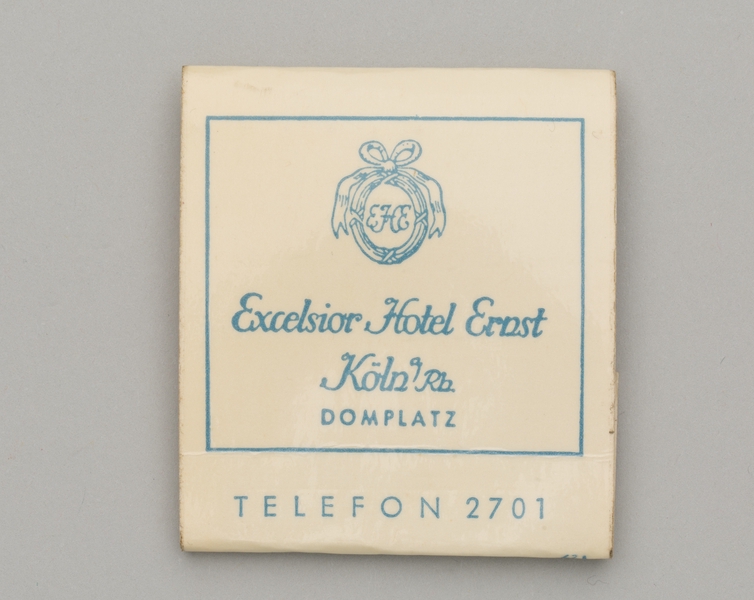 EHE
Excelsior Hotel Ernst
Köln a/Rh.
DOMPLATZ
TELEFON 2701